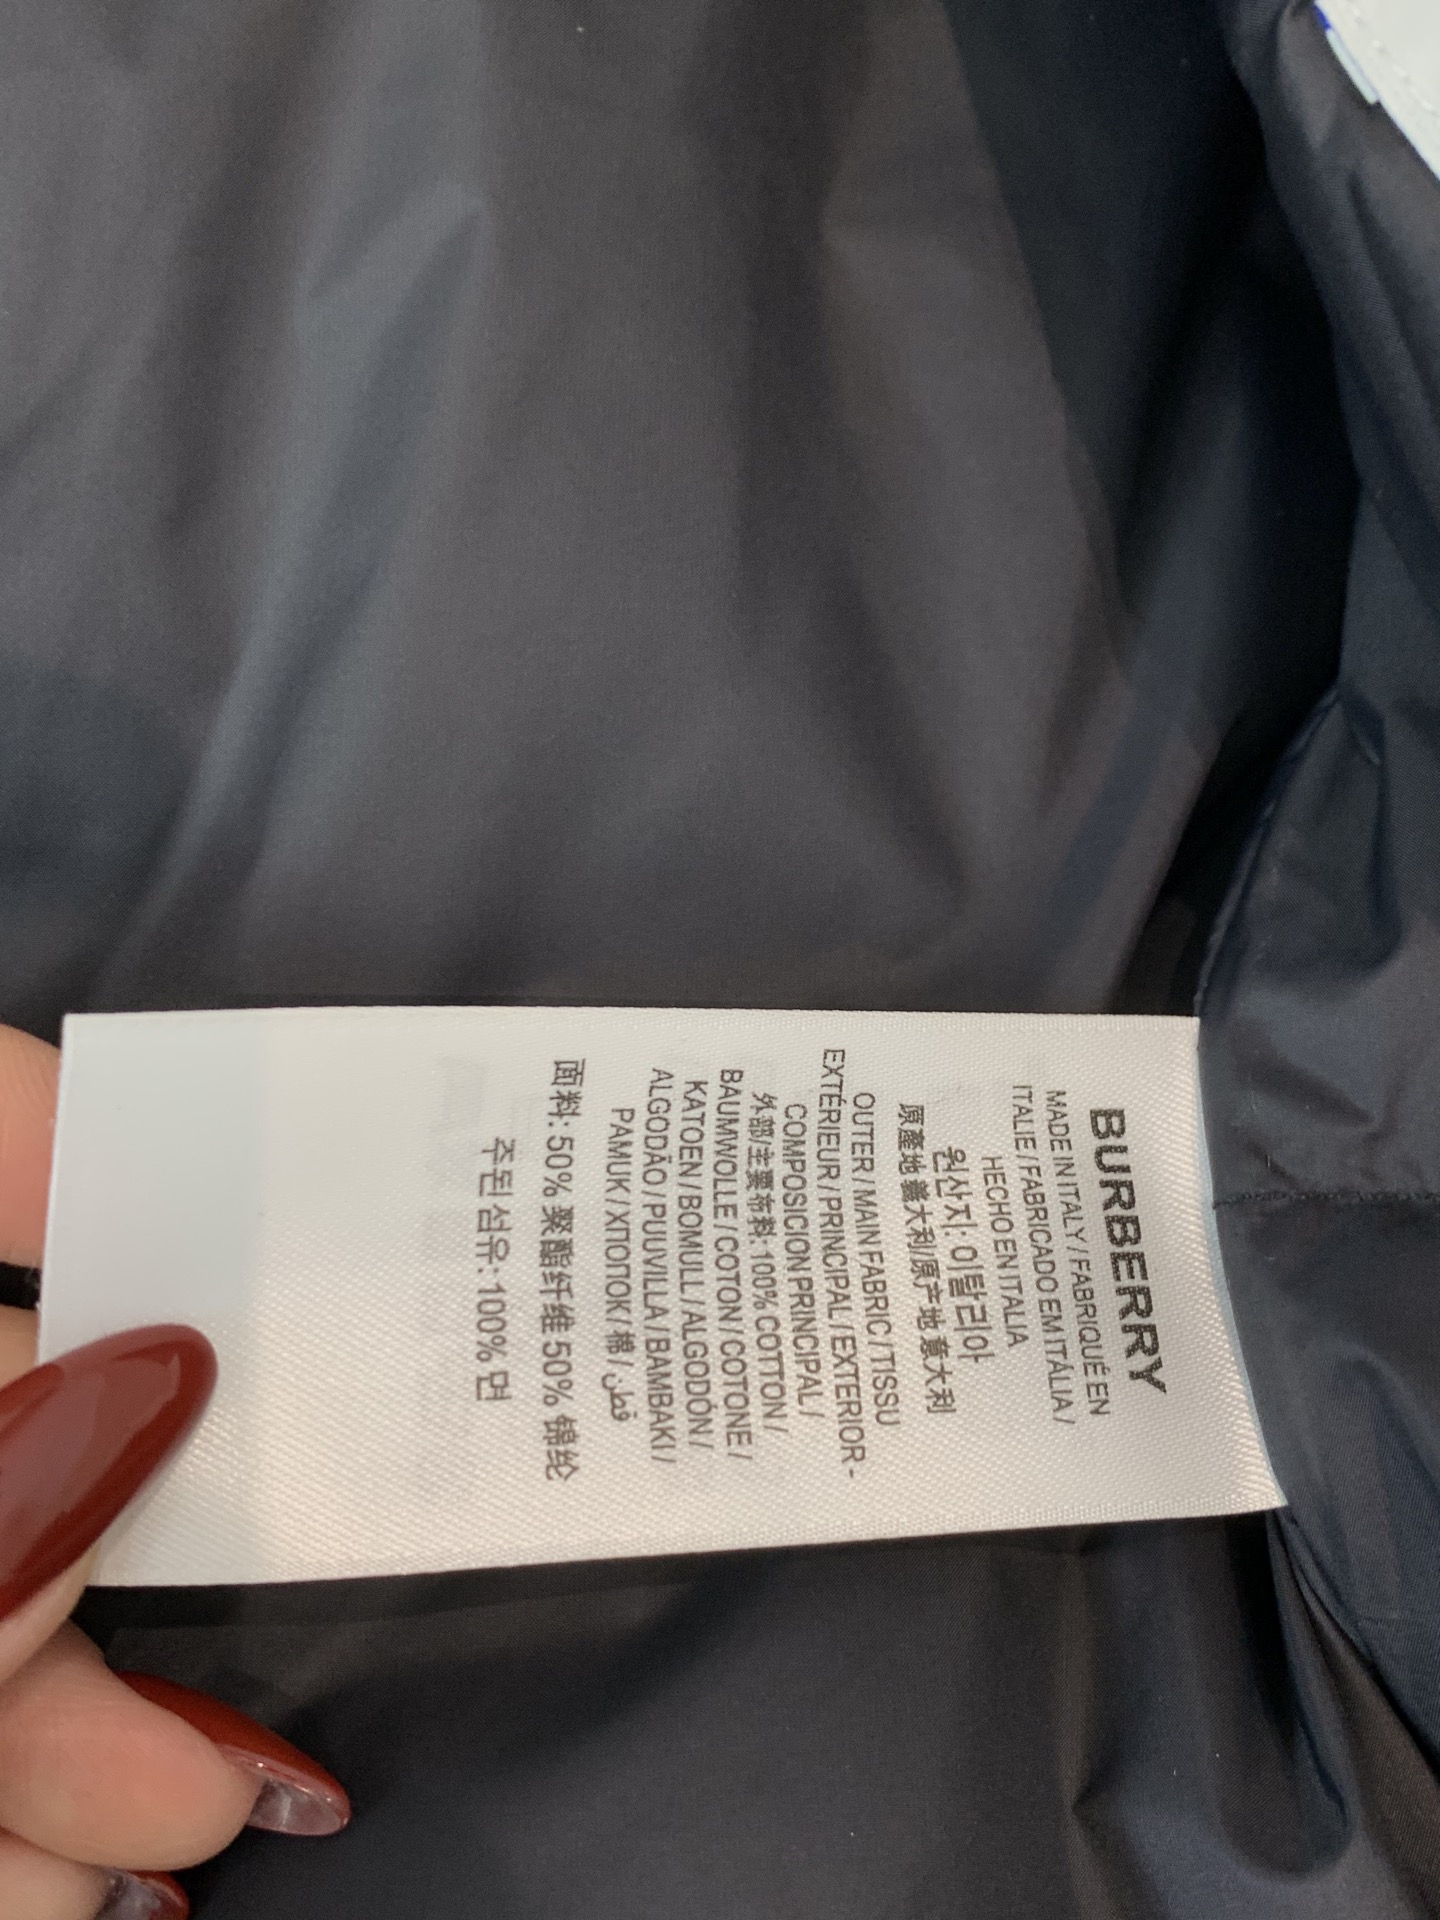 BURBERRY
MADE IN ITALY / FABRIQUÉ EN
ITALIE / FABRICADO EM ITÁLIA /
HECHO EN ITALIA
원산지: 이탈리아
原產地義大利/原产地意大利
OUTER / MAIN FABRIC / TISSU
EXTÉRIEUR / PRINCIPAL / EXTERIOR-
COMPOSICION PRINCIPAL /
外部/主要布料: 100% COTTON /
BAUMWOLLE / COTON / COTONE /
KATOEN / BOMULL / ALGODÓN /
ALGODÃO / PUUVILLA / BAMBAKI /
PAMUK / ХЛОПОК / 棉 / قطن
面料: 50% 聚酯纤维 50% 锦纶
주된 섬유: 100% 면